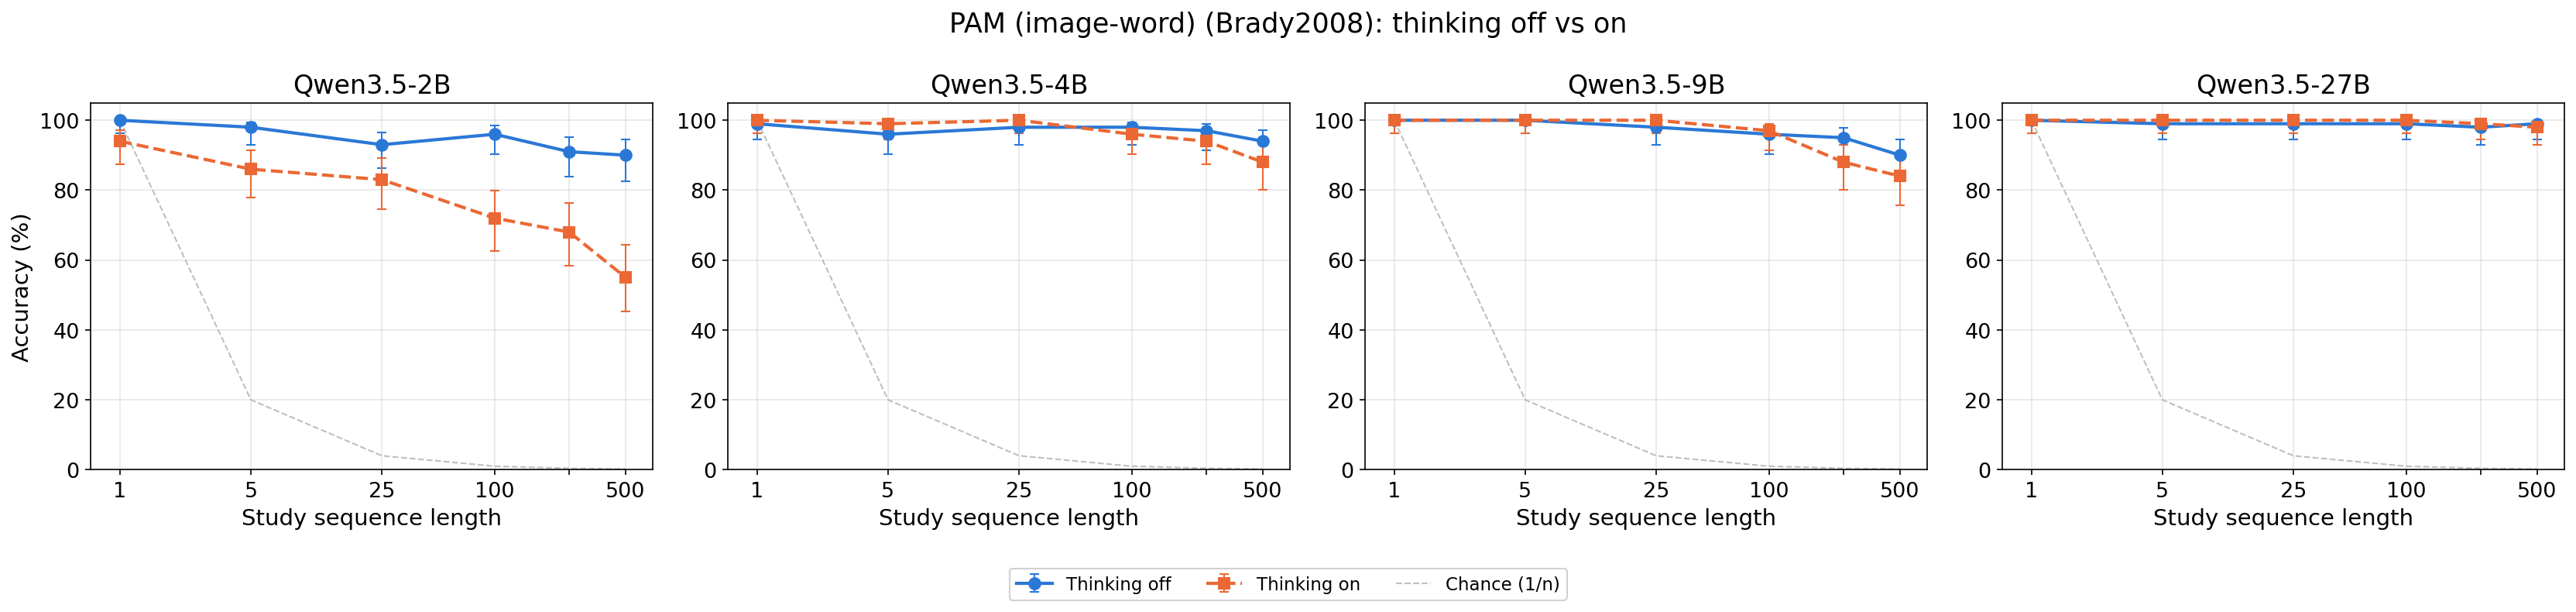 PAM (image-word) (Brady2008): thinking off vs on
Qwen3.5-2B
Accuracy (%)
100
80
60
40
20
0
1 5 25 100 500
Study sequence length
Qwen3.5-4B
100
80
60
40
20
0
1 5 25 100 500
Study sequence length
Qwen3.5-9B
100
80
60
40
20
0
1 5 25 100 500
Study sequence length
Qwen3.5-27B
100
80
60
40
20
0
1 5 25 100 500
Study sequence length
Thinking off Thinking on Chance (1/n)